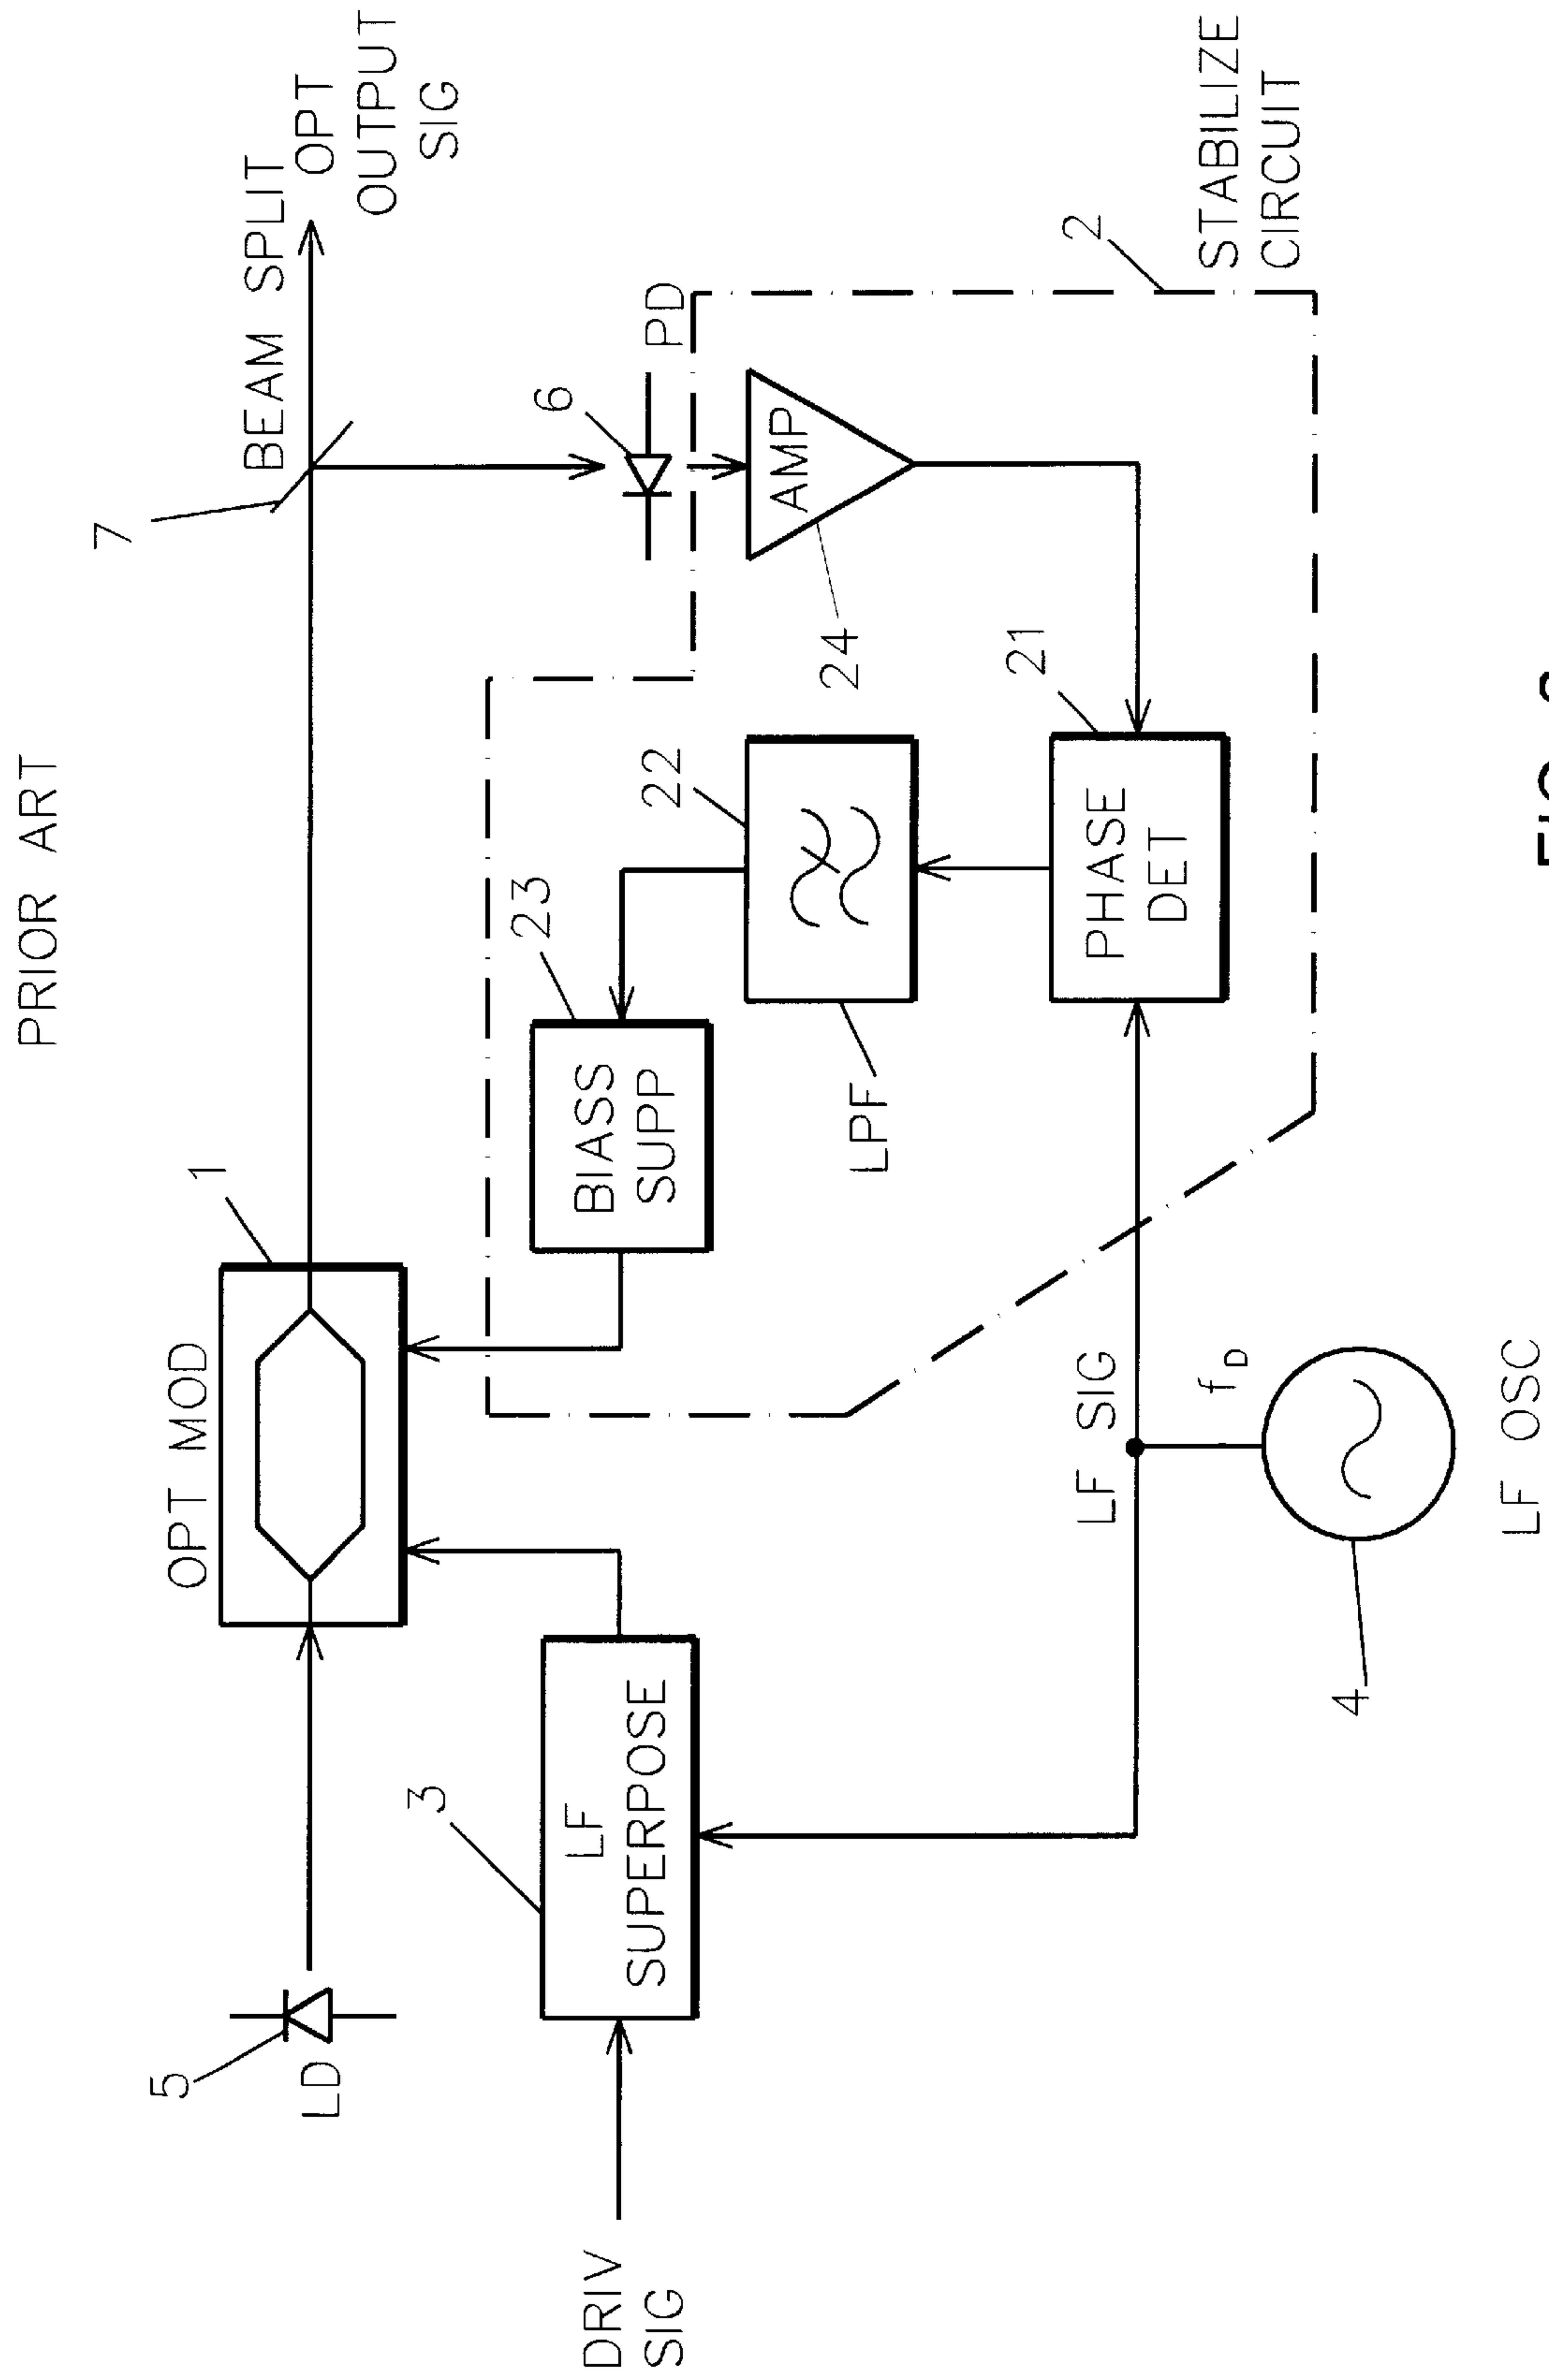 PRIOR ART
7
BEAM SPLIT
OPT
OUTPUT
SIG
1
OPT MOD
5
LD
6
PD
2
STABILIZE
CIRCUIT
23
BIASS
SUPP
22
LPF
24
AMP
21
PHASE
DET
3
LF
SUPERPOSE
DRIV
SIG
LF SIG
fD
4
LF OSC